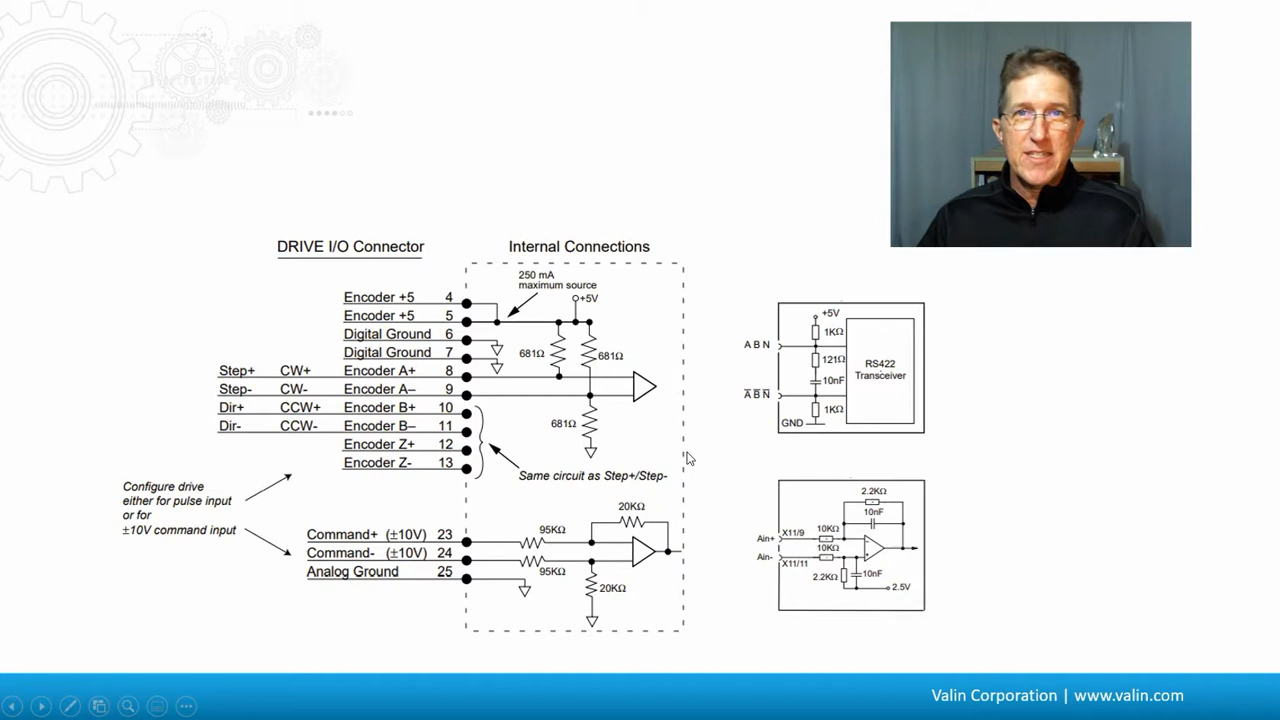 DRIVE I/O Connector
Internal Connections
250 mA
maximum source
+5V
Encoder +5 4
Encoder +5 5
Digital Ground 6
Digital Ground 7
681Ω
681Ω
Step+ CW+ Encoder A+ 8
Step- CW- Encoder A– 9
Dir+ CCW+ Encoder B+ 10
Dir- CCW- Encoder B– 11
681Ω
Encoder Z+ 12
Encoder Z- 13
Same circuit as Step+/Step-
Configure drive
either for pulse input
or for
±10V command input
20KΩ
Command+ (±10V) 23
95KΩ
Command- (±10V) 24
95KΩ
Analog Ground 25
20KΩ
+5V
1KΩ
A B N
121Ω
RS422
Transceiver
10nF
A B N
1KΩ
GND
2.2KΩ
10nF
Ain+ X11/9 10KΩ
10KΩ
Ain- X11/11
2.2KΩ 10nF
2.5V
Valin Corporation | www.valin.com